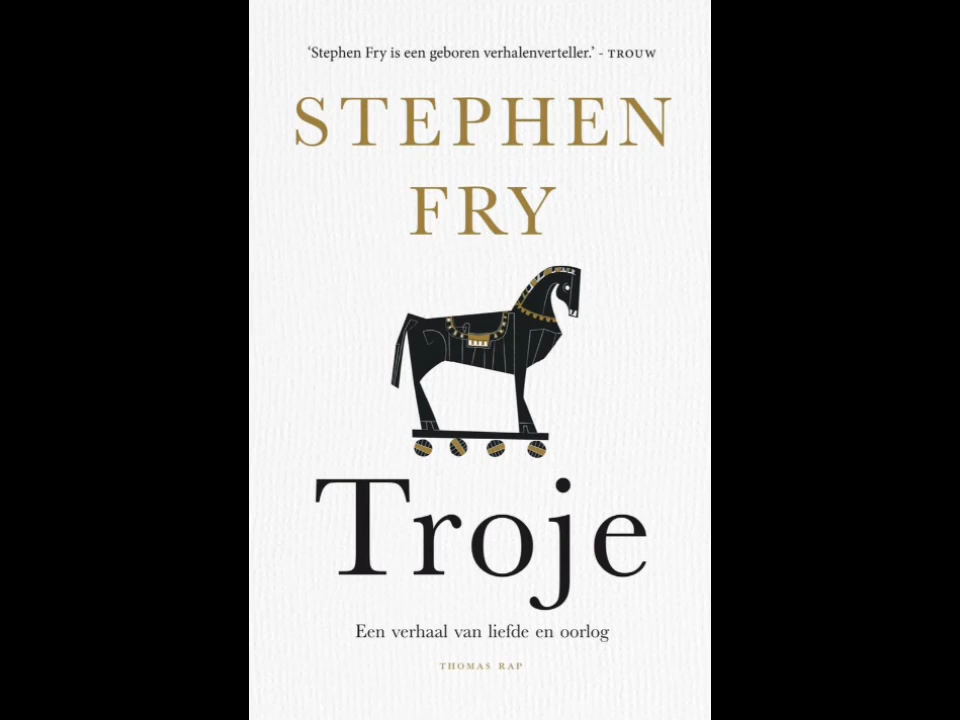 ‘Stephen Fry is een geboren verhalenverteller.’ - TROUW
STEPHEN
FRY
Troje
Een verhaal van liefde en oorlog
THOMAS RAP